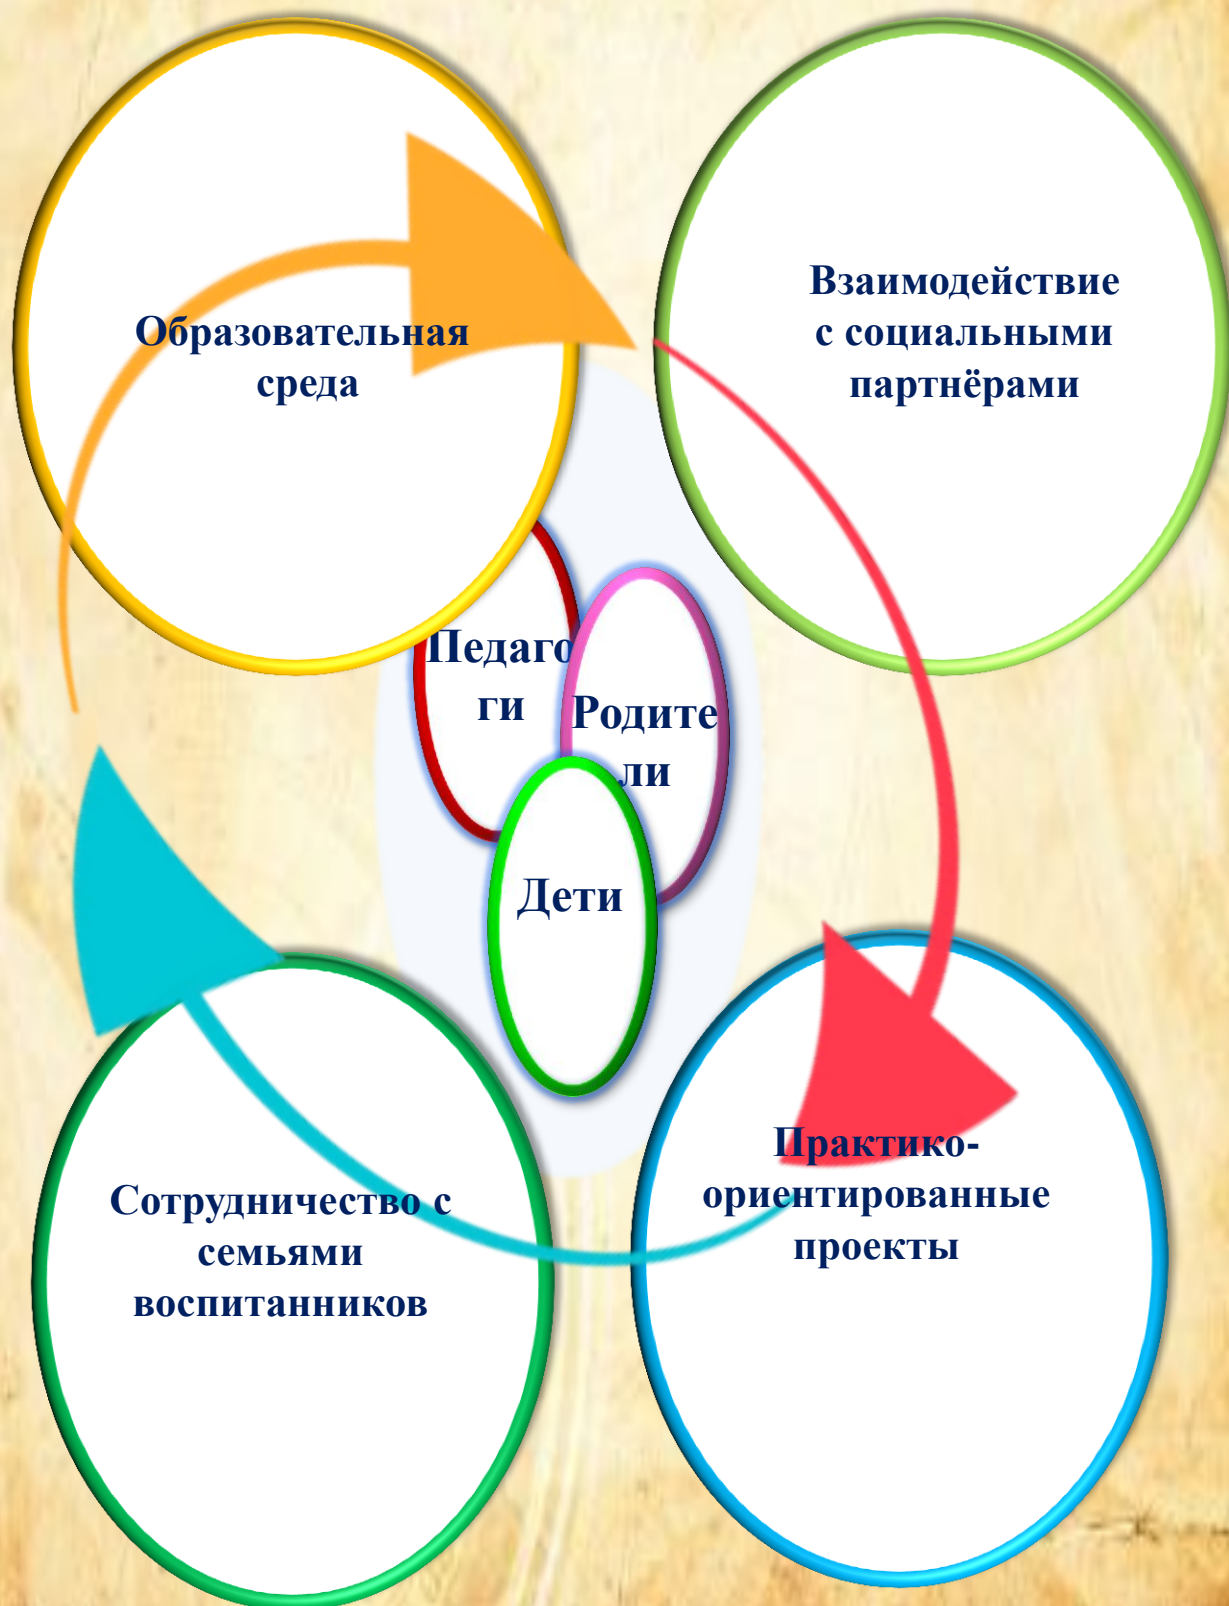 Образовательная
среда
Взаимодействие
с социальными
партнёрами
Педаго
ги
Родите
ли
Дети
Сотрудничество с
семьями
воспитанников
Практико-
ориентированные
проекты